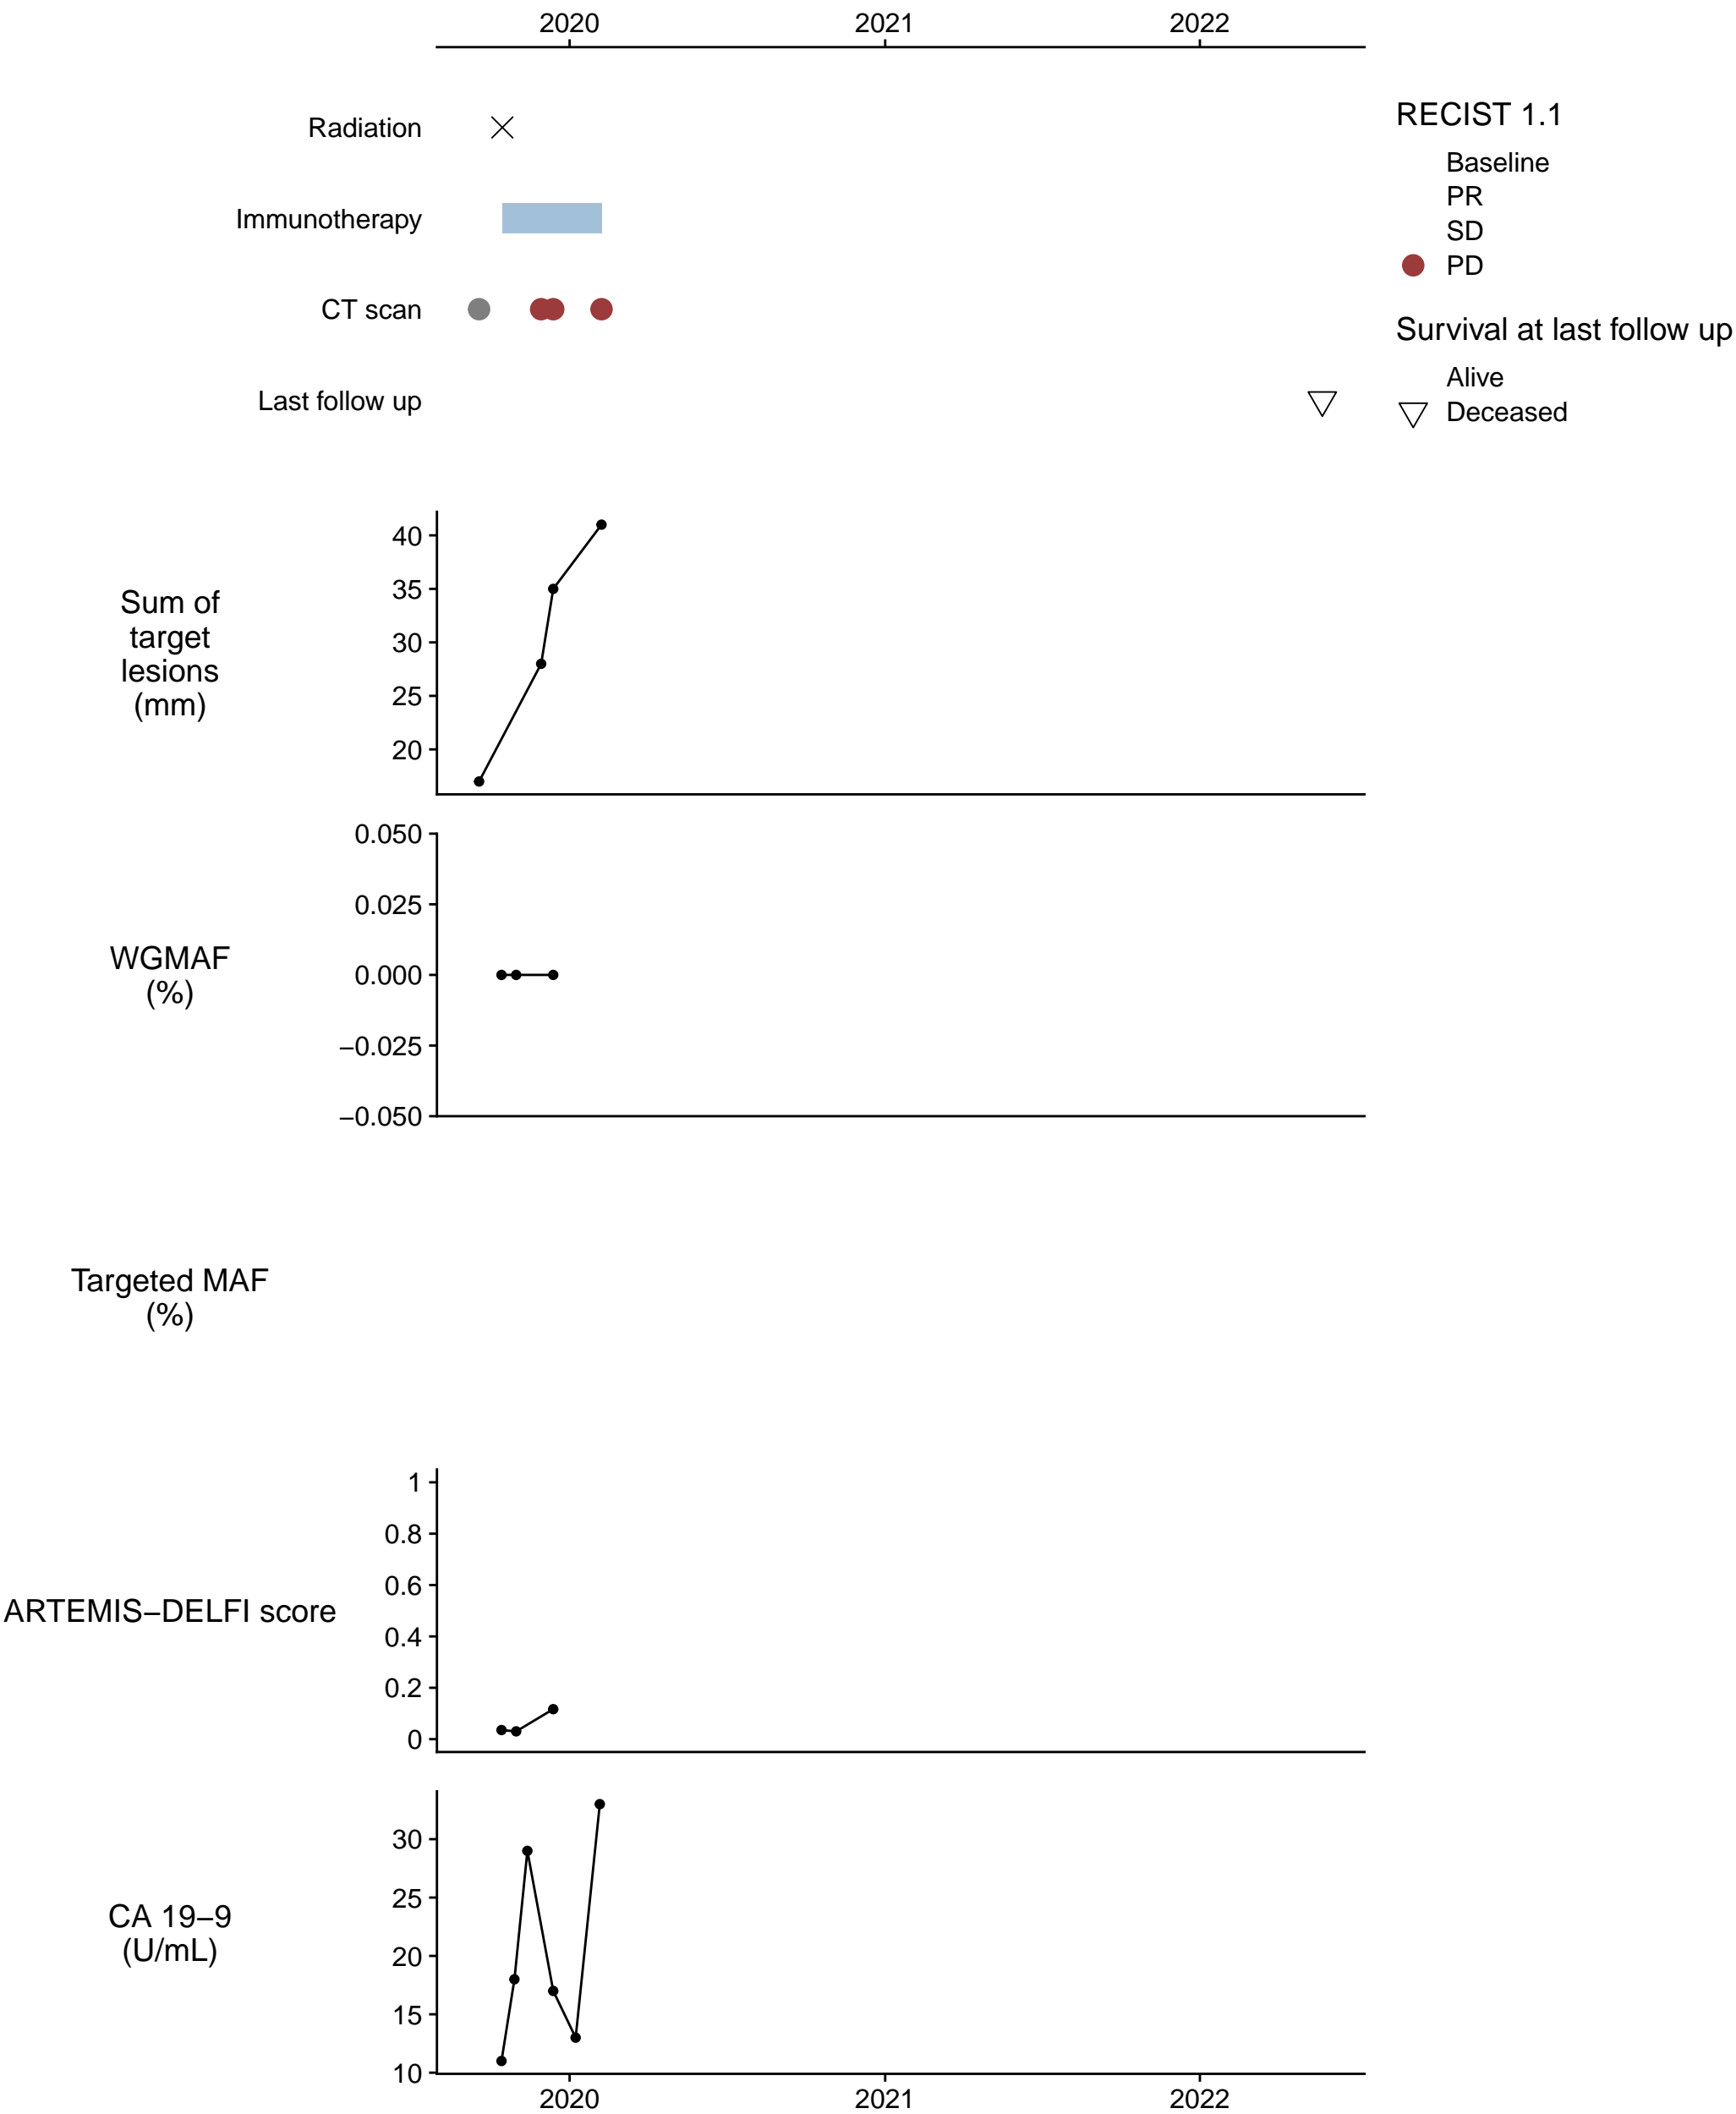 2020 2021 2022
Radiation
Immunotherapy
CT scan
Last follow up
RECIST 1.1
Baseline
PR
SD
PD
Survival at last follow up
Alive
Deceased
Sum of
target
lesions
(mm)
40
35
30
25
20
WGMAF
(%)
0.050
0.025
0.000
−0.025
−0.050
Targeted MAF
(%)
ARTEMIS−DELFI score
1
0.8
0.6
0.4
0.2
0
CA 19−9
(U/mL)
30
25
20
15
10
2020 2021 2022